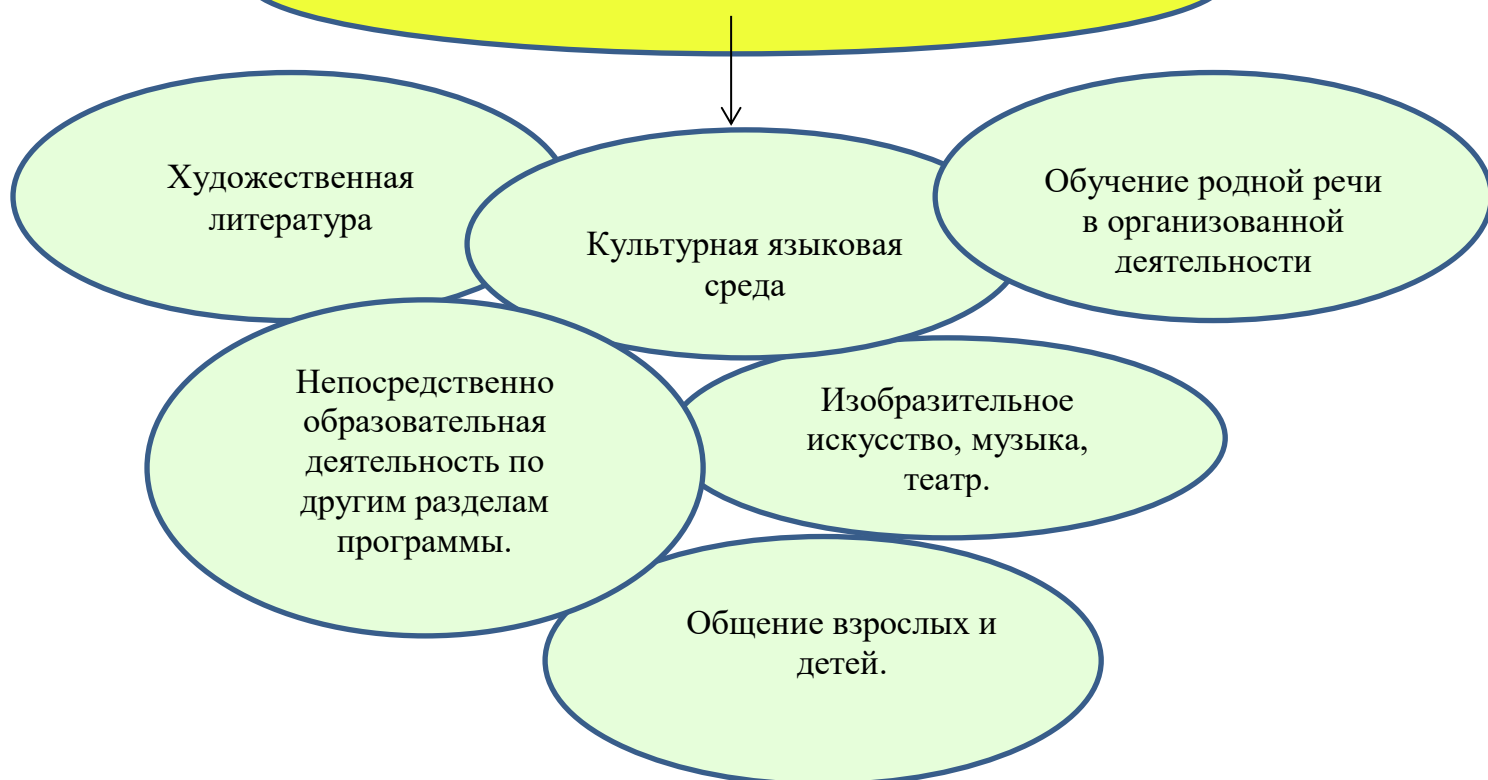 Художественная
литература
Культурная языковая
среда
Обучение родной речи
в организованной
деятельности
Непосредственно
образовательная
деятельность по
другим разделам
программы.
Изобразительное
искусство, музыка,
театр.
Общение взрослых и
детей.